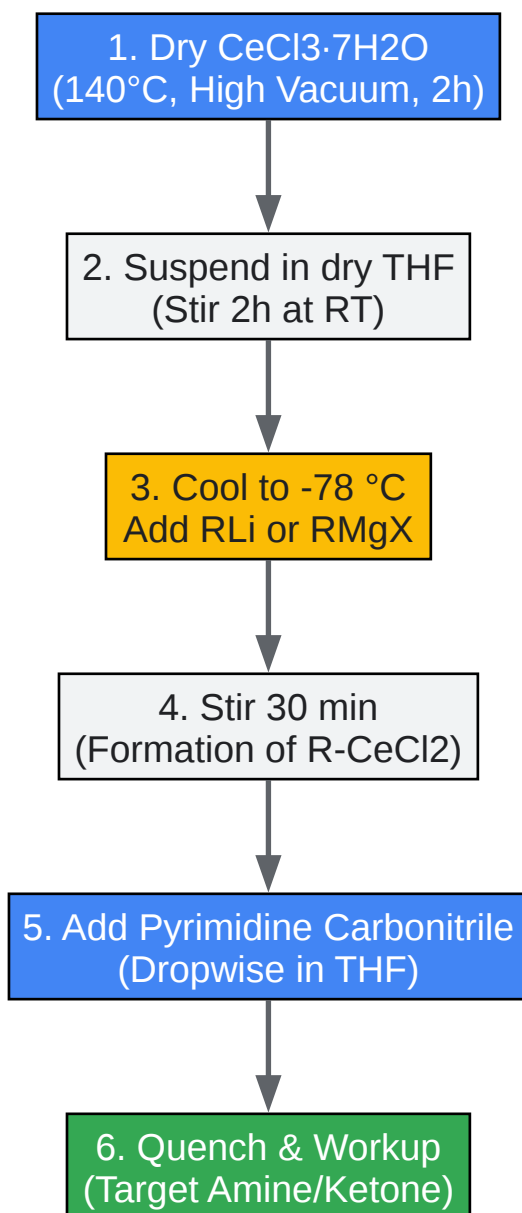 1. Dry CeCl3·7H2O
(140°C, High Vacuum, 2h)
2. Suspend in dry THF
(Stir 2h at RT)
3. Cool to -78 °C
Add RLi or RMgX
4. Stir 30 min
(Formation of R-CeCl2)
5. Add Pyrimidine Carbonitrile
(Dropwise in THF)
6. Quench & Workup
(Target Amine/Ketone)